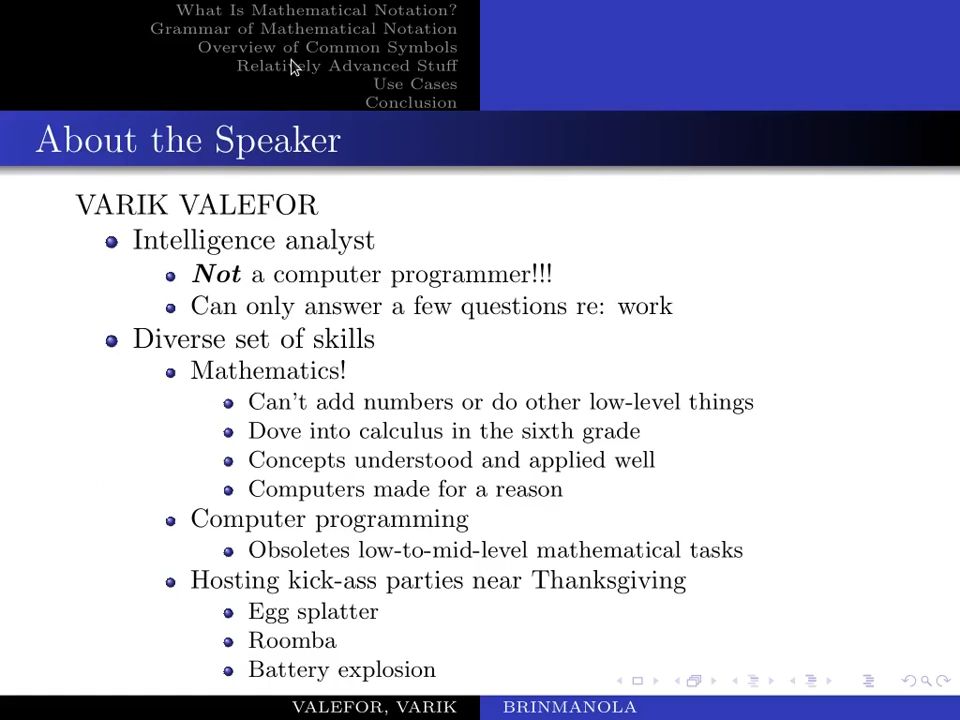 What Is Mathematical Notation?
Grammar of Mathematical Notation
Overview of Common Symbols
Relatively Advanced Stuff
Use Cases
Conclusion
About the Speaker
VARIK VALEFOR
Intelligence analyst
Not a computer programmer!!!
Can only answer a few questions re: work
Diverse set of skills
Mathematics!
Can't add numbers or do other low-level things
Dove into calculus in the sixth grade
Concepts understood and applied well
Computers made for a reason
Computer programming
Obsoletes low-to-mid-level mathematical tasks
Hosting kick-ass parties near Thanksgiving
Egg splatter
Roomba
Battery explosion
VALEFOR, VARIK BRINMANOLA